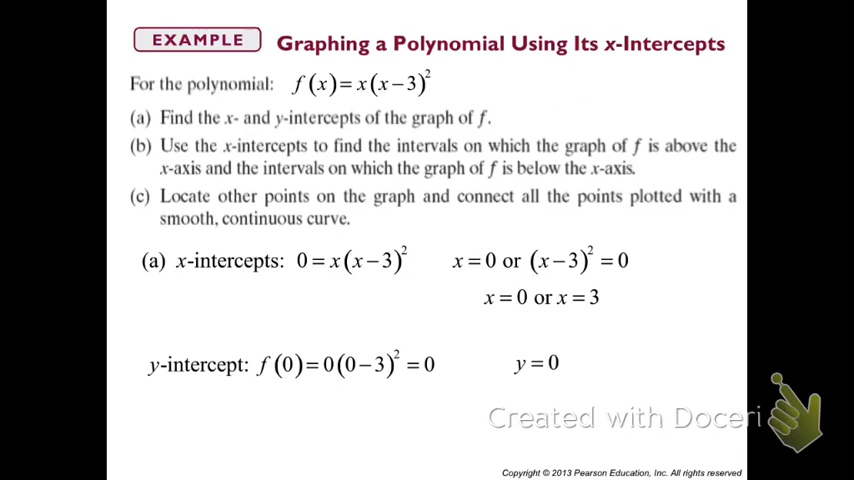 EXAMPLE Graphing a Polynomial Using Its x-Intercepts
For the polynomial: f(x) = x(x−3)²
(a) Find the x- and y-intercepts of the graph of f.
(b) Use the x-intercepts to find the intervals on which the graph of f is above the
x-axis and the intervals on which the graph of f is below the x-axis.
(c) Locate other points on the graph and connect all the points plotted with a
smooth, continuous curve.
(a) x-intercepts: 0 = x(x−3)² x = 0 or (x−3)² = 0
x = 0 or x = 3
y-intercept: f(0) = 0(0−3)² = 0 y = 0
Created with Doceri
Copyright © 2013 Pearson Education, Inc. All rights reserved